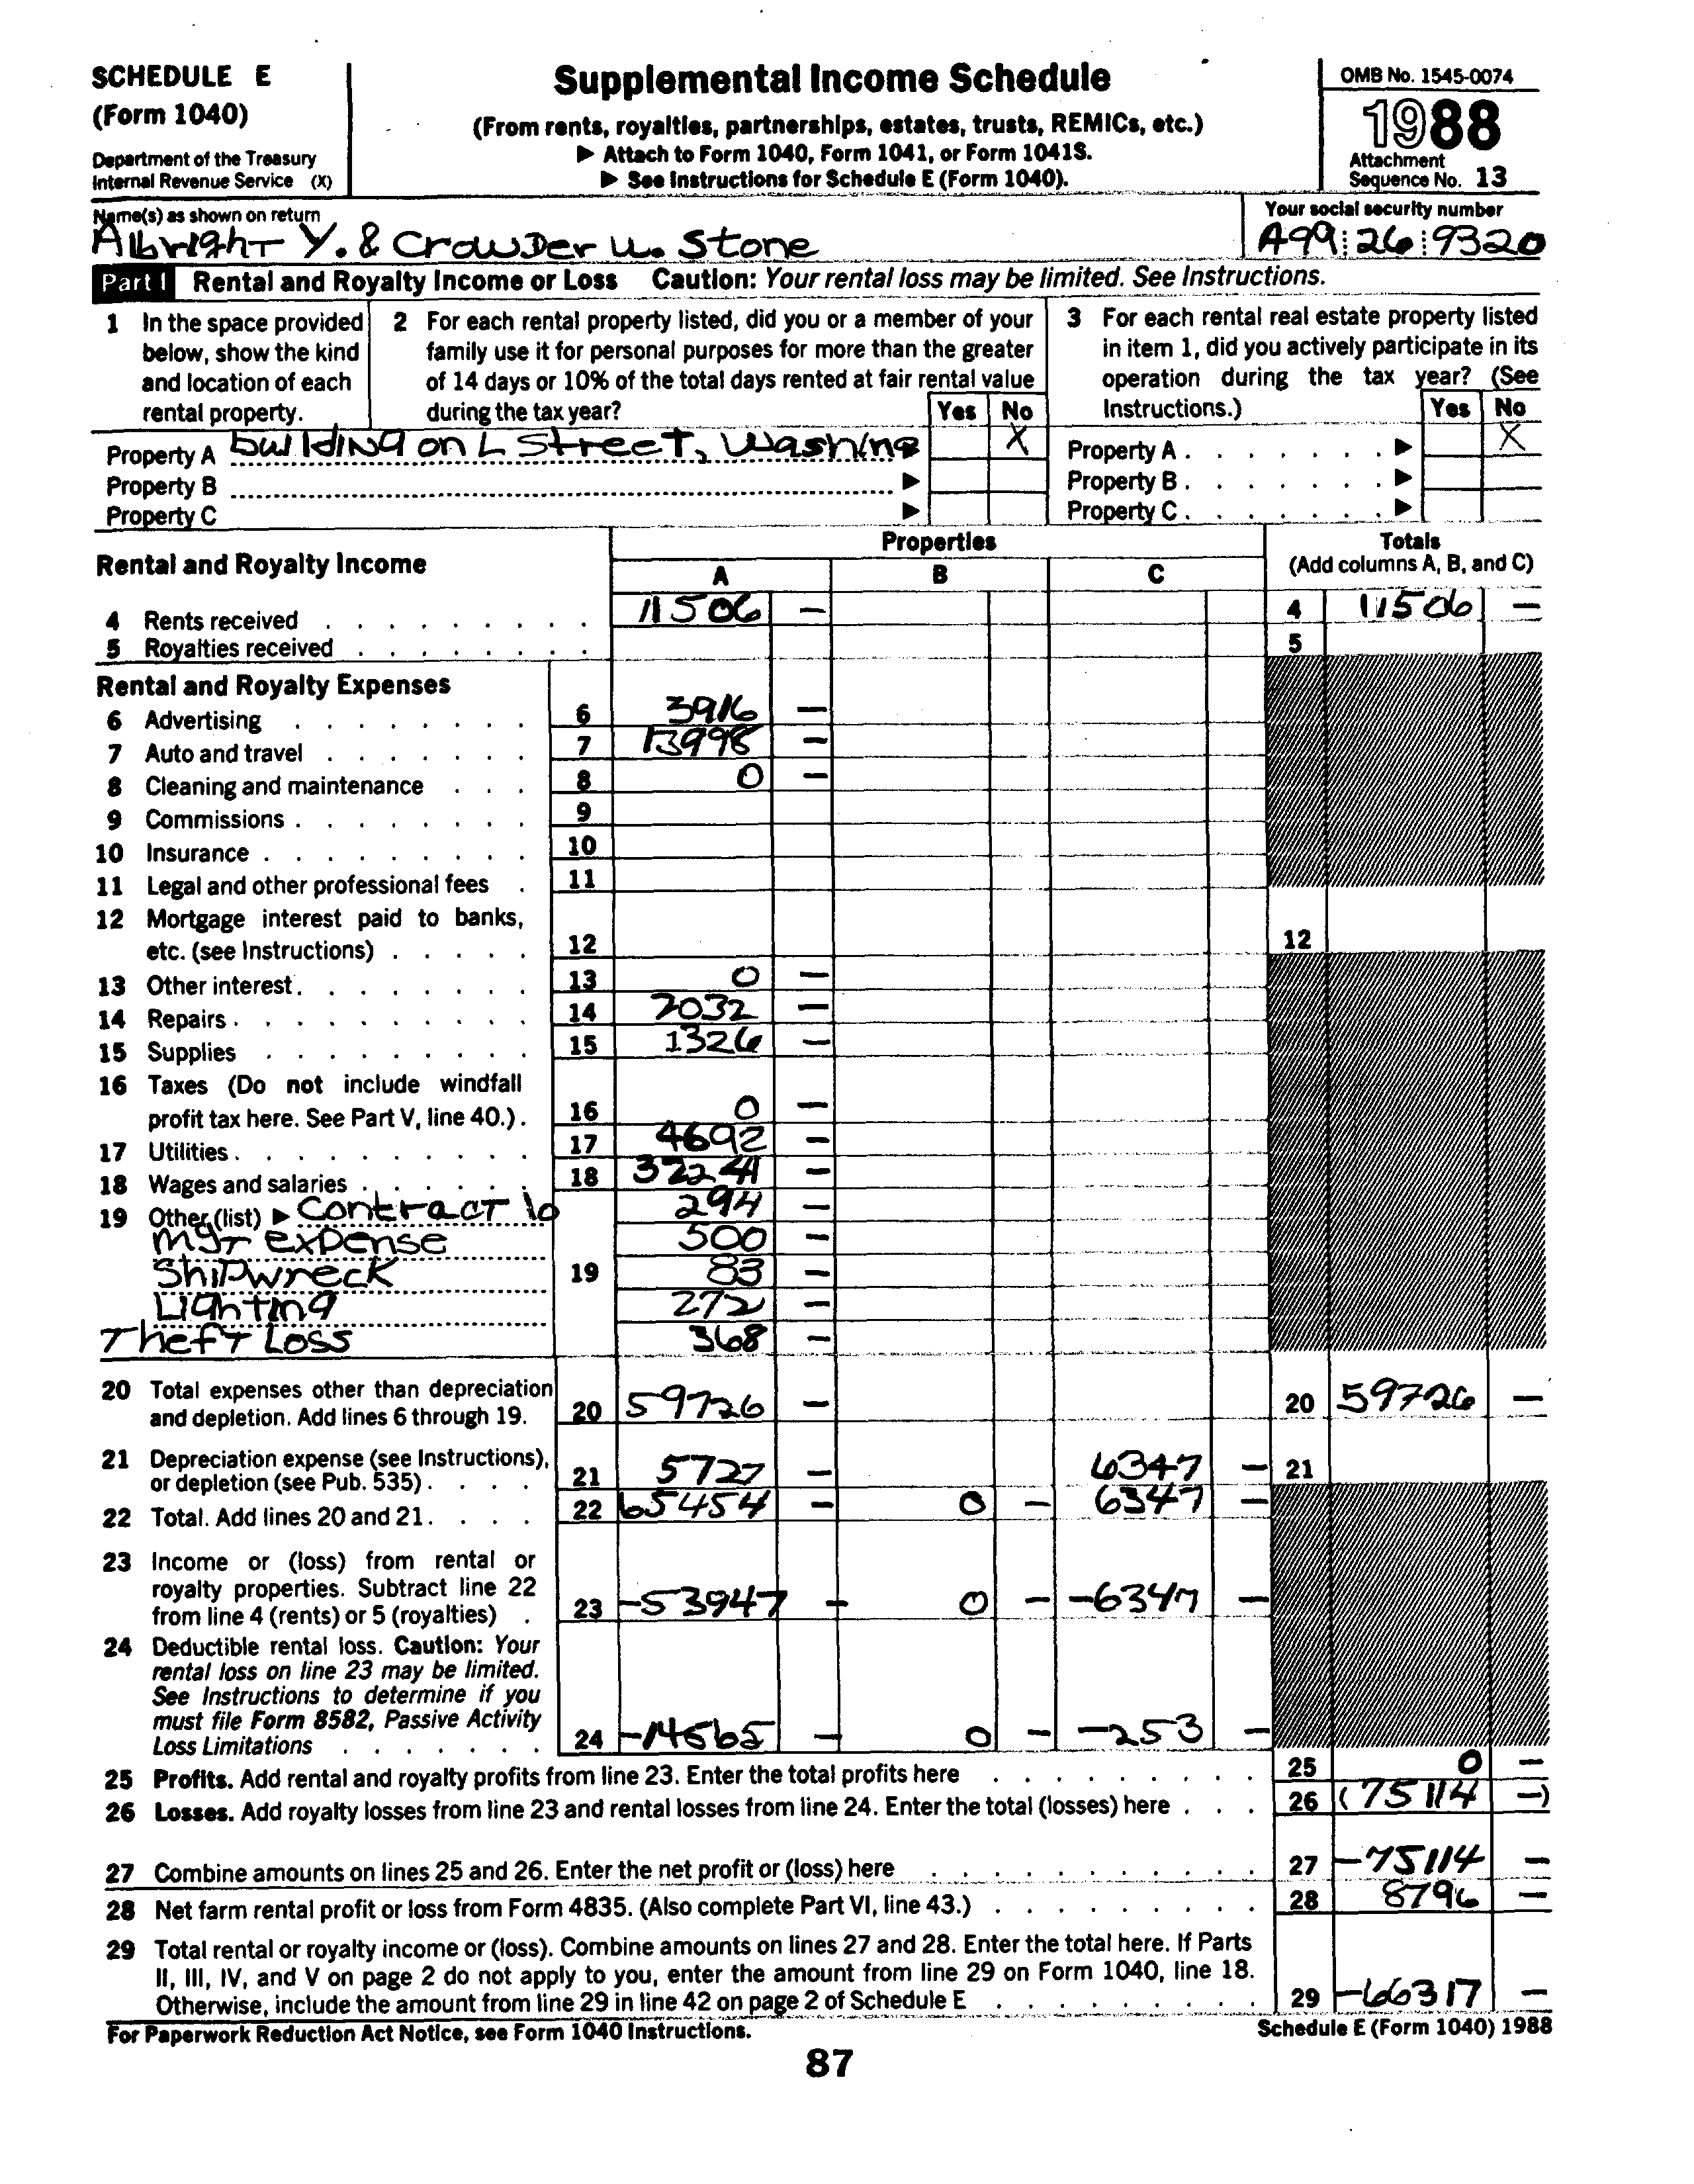 SCHEDULE E
(Form 1040)
Department of the Treasury
Internal Revenue Service (X)
Supplemental Income Schedule
(From rents, royalties, partnerships, estates, trusts, REMICs, etc.)
▶ Attach to Form 1040, Form 1041, or Form 1041S.
▶ See Instructions for Schedule E (Form 1040).
OMB No. 1545-0074
1988
Attachment
Sequence No. 13
Name(s) as shown on return
Albright Y. & Crowder W. Stone
Your social security number
A99 26 9320
Part I Rental and Royalty Income or Loss Caution: Your rental loss may be limited. See Instructions.
1 In the space provided
below, show the kind
and location of each
rental property.
2 For each rental property listed, did you or a member of your
family use it for personal purposes for more than the greater
of 14 days or 10% of the total days rented at fair rental value
during the tax year? Yes No
3 For each rental real estate property listed
in item 1, did you actively participate in its
operation during the tax year? (See
Instructions.) Yes No
Property A building on L Street, Washing X Property A ▶ X
Property B ▶ Property B ▶
Property C ▶ Property C ▶
Rental and Royalty Income Properties Totals
A B C (Add columns A, B, and C)
4 Rents received 11506 — 4 11506 —
5 Royalties received 5
Rental and Royalty Expenses
6 Advertising 6 3916 —
7 Auto and travel 7 13998 —
8 Cleaning and maintenance 8 0 —
9 Commissions 9
10 Insurance 10
11 Legal and other professional fees 11
12 Mortgage interest paid to banks,
etc. (see Instructions) 12 12
13 Other interest 13 0 —
14 Repairs 14 2032 —
15 Supplies 15 1326 —
16 Taxes (Do not include windfall
profit tax here. See Part V, line 40.) 16 0 —
17 Utilities 17 4692 —
18 Wages and salaries 18 32241 —
19 Other (list) ▶ Contract lo 294 —
mgt expense 500 —
Shipwreck 19 83 —
Lighting 272 —
Theft Loss 368 —
20 Total expenses other than depreciation
and depletion. Add lines 6 through 19. 20 59726 — 20 59726 —
21 Depreciation expense (see Instructions),
or depletion (see Pub. 535) 21 5727 — 6347 — 21
22 Total. Add lines 20 and 21. 22 65454 — 0 — 6347 —
23 Income or (loss) from rental or
royalty properties. Subtract line 22
from line 4 (rents) or 5 (royalties) 23 -53947 — 0 — -6347 —
24 Deductible rental loss. Caution: Your
rental loss on line 23 may be limited.
See Instructions to determine if you
must file Form 8582, Passive Activity
Loss Limitations 24 -14565 — 0 — -253 —
25 Profits. Add rental and royalty profits from line 23. Enter the total profits here 25 0 —
26 Losses. Add royalty losses from line 23 and rental losses from line 24. Enter the total (losses) here 26 (75114 —)
27 Combine amounts on lines 25 and 26. Enter the net profit or (loss) here 27 -75114 —
28 Net farm rental profit or loss from Form 4835. (Also complete Part VI, line 43.) 28 8796 —
29 Total rental or royalty income or (loss). Combine amounts on lines 27 and 28. Enter the total here. If Parts
II, III, IV, and V on page 2 do not apply to you, enter the amount from line 29 on Form 1040, line 18.
Otherwise, include the amount from line 29 in line 42 on page 2 of Schedule E 29 -66317 —
For Paperwork Reduction Act Notice, see Form 1040 Instructions. Schedule E (Form 1040) 1988
87